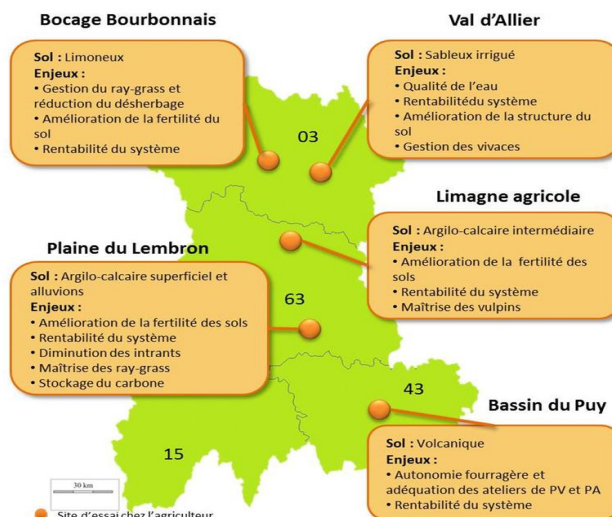 Bocage Bourbonnais
Sol : Limoneux
Enjeux :
• Gestion du ray-grass et
réduction du désherbage
• Amélioration de la fertilité du
sol
• Rentabilité du système
Val d’Allier
Sol : Sableux irrigué
Enjeux :
• Qualité de l’eau
• Rentabilitédu système
• Amélioration de la structure du
sol
• Gestion des vivaces
03
Limagne agricole
Sol : Argilo-calcaire intermédiaire
Enjeux :
• Amélioration de la fertilité des
sols
• Rentabilité du système
• Maîtrise des vulpins
Plaine du Lembron
Sol : Argilo-calcaire superficiel et
alluvions
Enjeux :
• Amélioration de la fertilité des sols
• Rentabilité du système
• Diminution des intrants
• Maîtrise des ray-grass
• Stockage du carbone
63
43
Bassin du Puy
Sol : Volcanique
Enjeux :
• Autonomie fourragère et
adéquation des ateliers de PV et PA
• Rentabilité du système
15
30 km
Site d’essai chez l’agriculteur